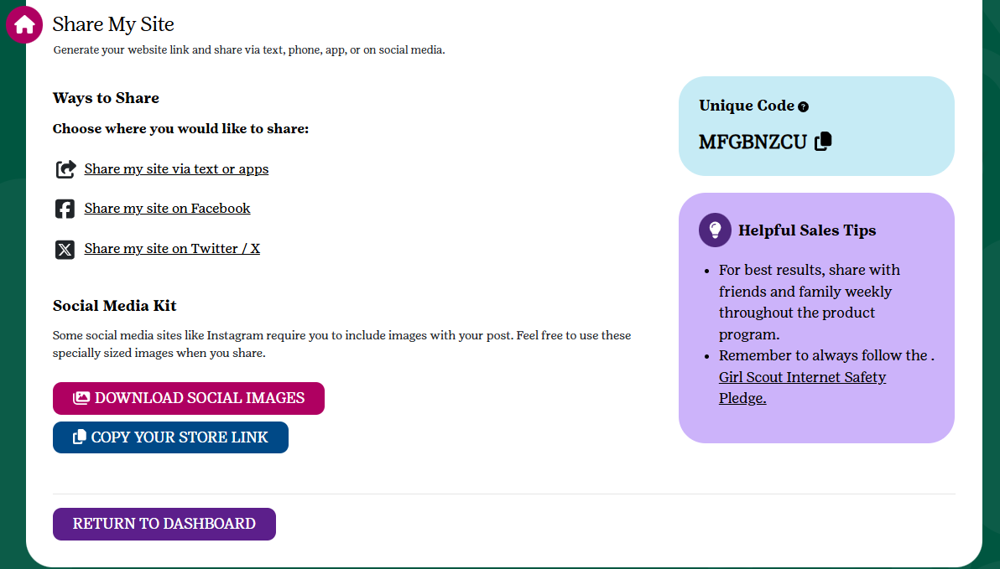 Share My Site
Generate your website link and share via text, phone, app, or on social media.
Ways to Share
Choose where you would like to share:
Share my site via text or apps
Share my site on Facebook
Share my site on Twitter / X
Social Media Kit
Some social media sites like Instagram require you to include images with your post. Feel free to use these
specially sized images when you share.
DOWNLOAD SOCIAL IMAGES
COPY YOUR STORE LINK
RETURN TO DASHBOARD
Unique Code ?
MFGBNZCU
Helpful Sales Tips
• For best results, share with
friends and family weekly
throughout the product
program.
• Remember to always follow the .
Girl Scout Internet Safety
Pledge.